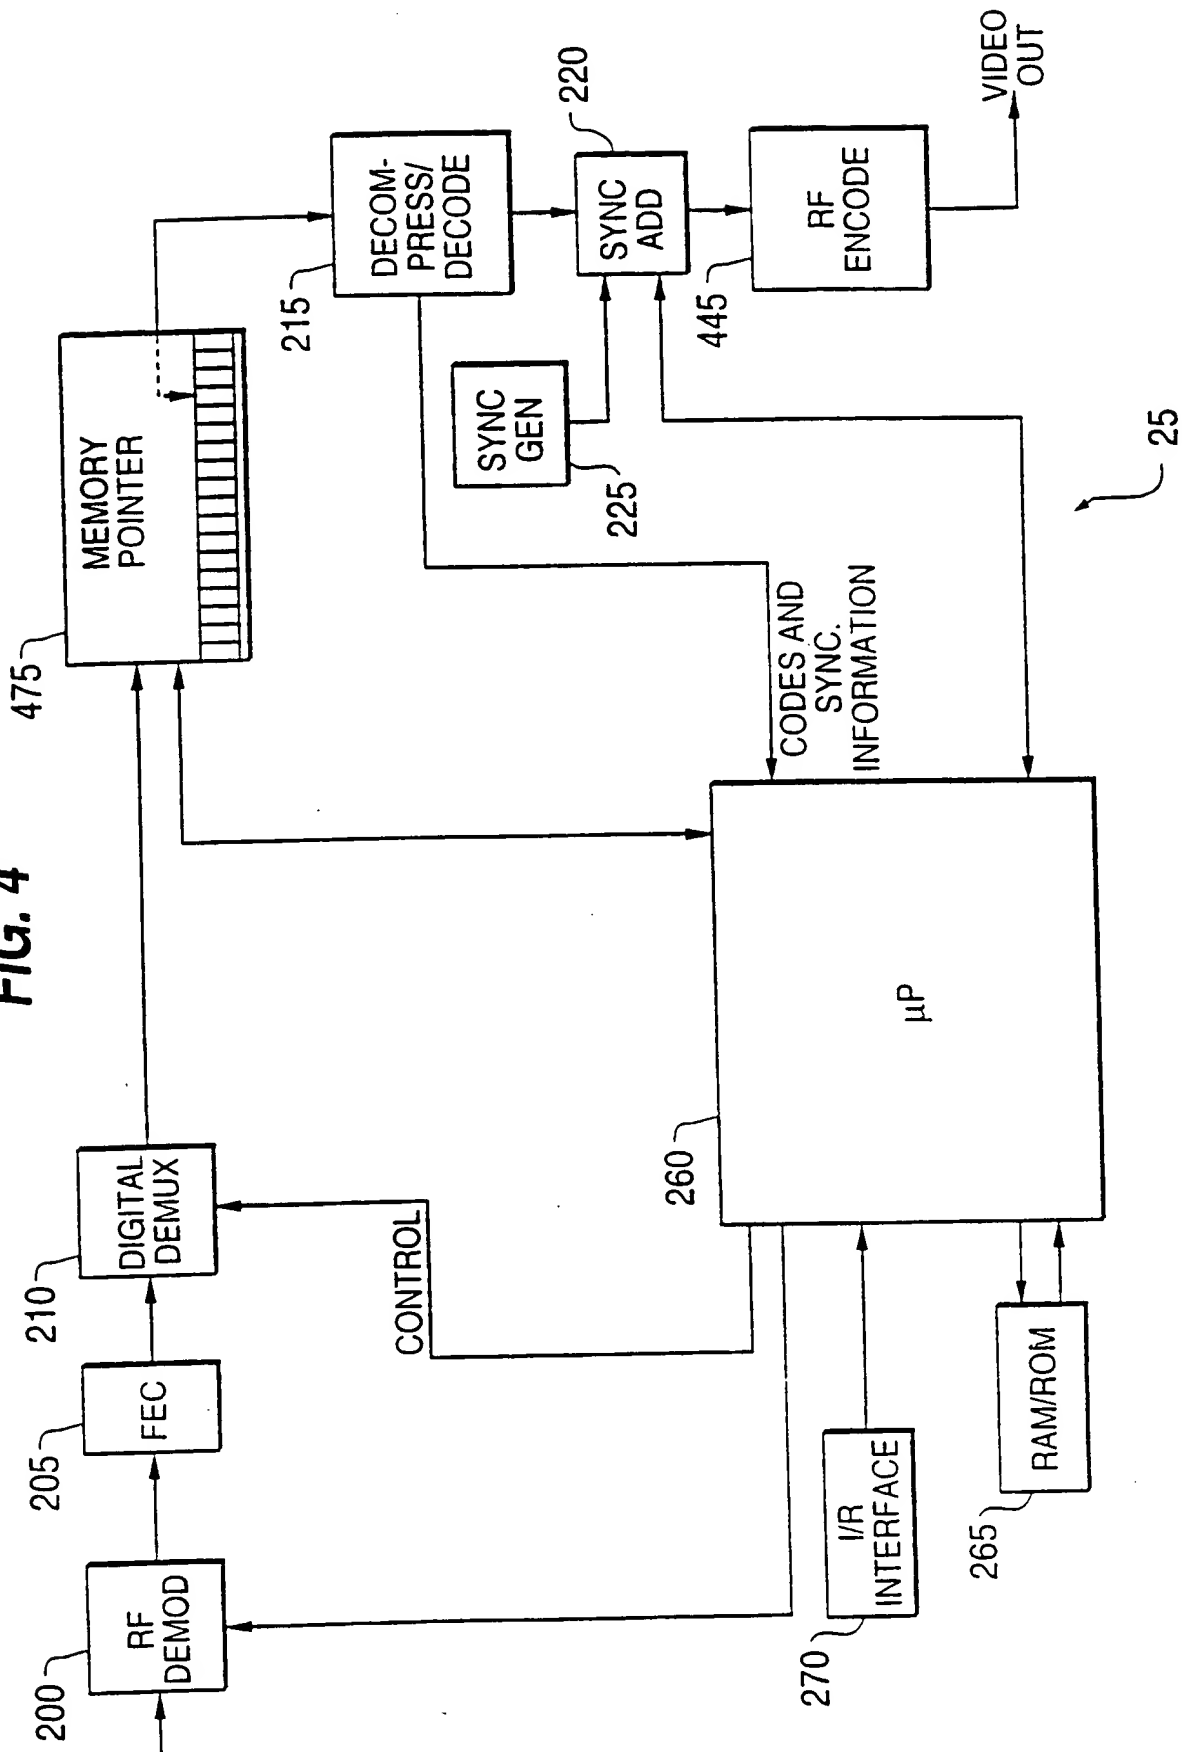 FIG. 4
200
RF
DEMOD
205
FEC
210
DIGITAL
DEMUX
475
MEMORY
POINTER
CONTROL
215
DECOM-
PRESS/
DECODE
SYNC
GEN
225
SYNC
ADD
220
445
RF
ENCODE
VIDEO
OUT
CODES AND
SYNC.
INFORMATION
260
µP
270
I/R
INTERFACE
265
RAM/ROM
25